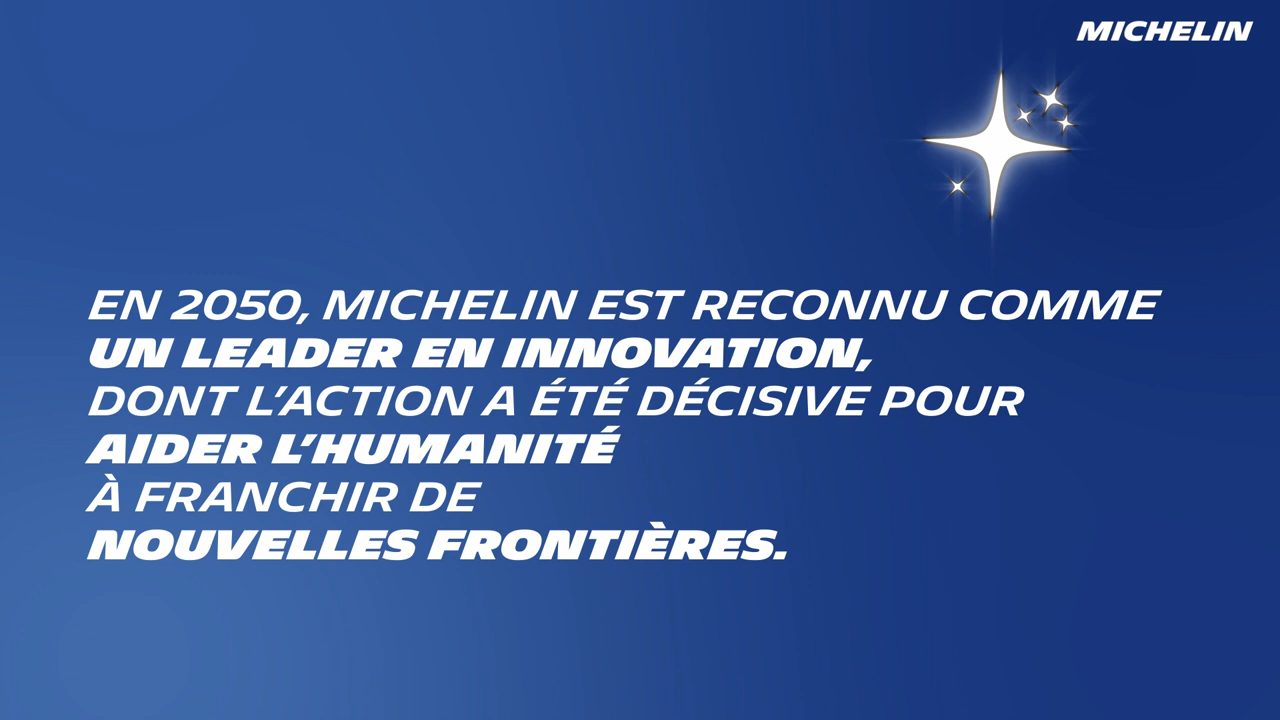 MICHELIN
EN 2050, MICHELIN EST RECONNU COMME
UN LEADER EN INNOVATION,
DONT L’ACTION A ÉTÉ DÉCISIVE POUR
AIDER L’HUMANITÉ
À FRANCHIR DE
NOUVELLES FRONTIÈRES.